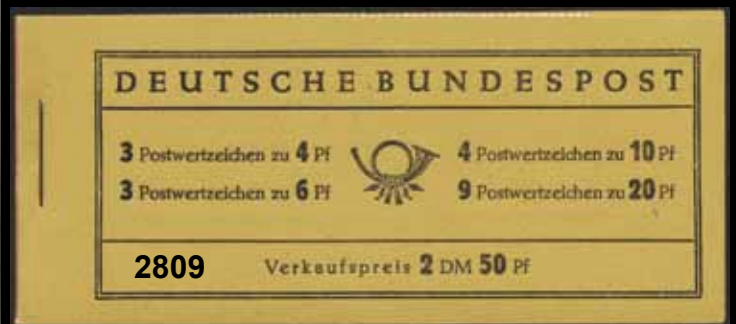 DEUTSCHE BUNDESPOST
3 Postwertzeichen zu 4 Pf
3 Postwertzeichen zu 6 Pf
4 Postwertzeichen zu 10 Pf
9 Postwertzeichen zu 20 Pf
2809 Verkaufspreis 2 DM 50 Pf